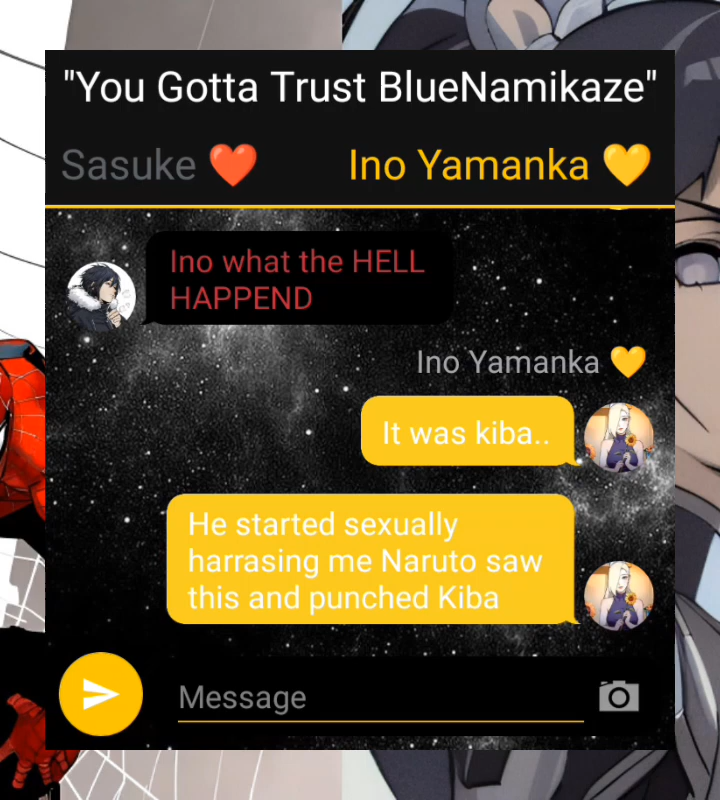 "You Gotta Trust BlueNamikaze"
Sasuke ❤️ Ino Yamanka 💛
Ino what the HELL
HAPPEND
Ino Yamanka 💛
It was kiba..
He started sexually
harrasing me Naruto saw
this and punched Kiba
Message